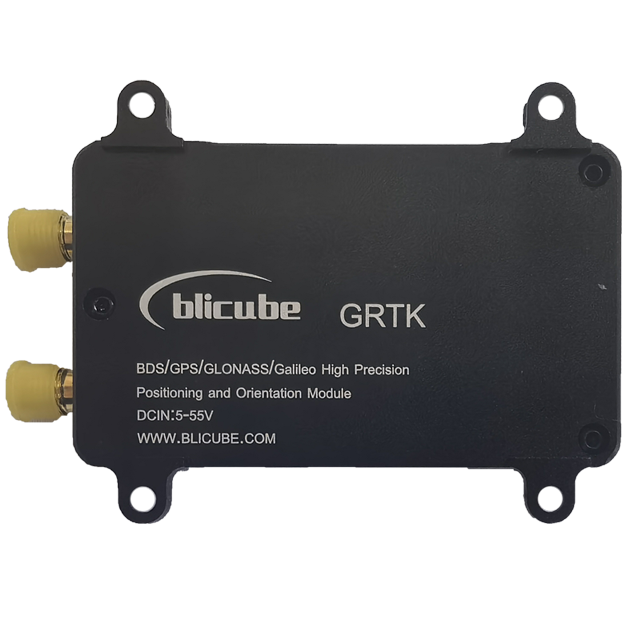 blicube GRTK
BDS/GPS/GLONASS/Galileo High Precision
Positioning and Orientation Module
DCIN:5-55V
WWW.BLICUBE.COM